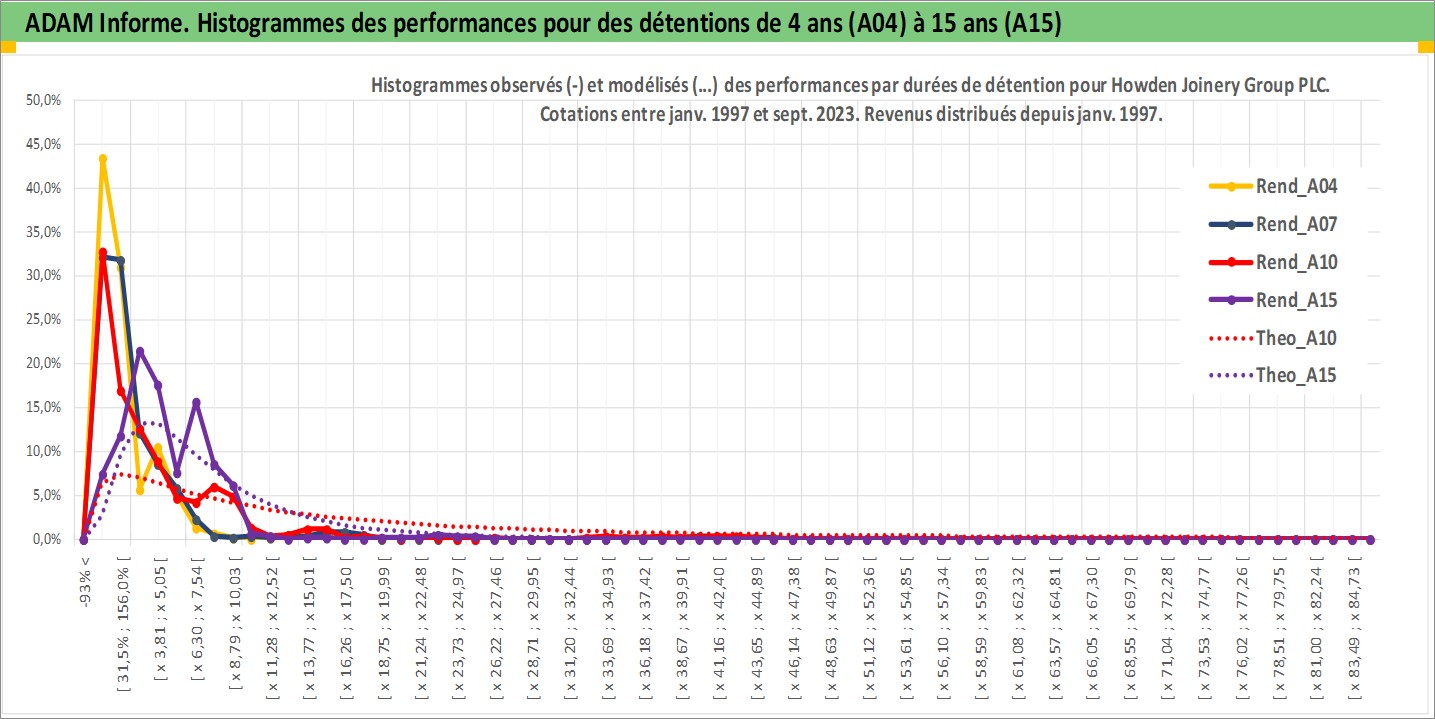 ADAM Informe. Histogrammes des performances pour des détentions de 4 ans (A04) à 15 ans (A15)
Histogrammes observés (-) et modélisés (...) des performances par durées de détention pour Howden Joinery Group PLC.
Cotations entre janv. 1997 et sept. 2023. Revenus distribués depuis janv. 1997.
50,0%
45,0%
40,0%
35,0%
30,0%
25,0%
20,0%
15,0%
10,0%
5,0%
0,0%
Rend_A04
Rend_A07
Rend_A10
Rend_A15
Theo_A10
Theo_A15
-93% <
[ 31,5% ; 156,0% [
[ x 3,81 ; x 5,05 [
[ x 6,30 ; x 7,54 [
[ x 8,79 ; x 10,03 [
[ x 11,28 ; x 12,52 [
[ x 13,77 ; x 15,01 [
[ x 16,26 ; x 17,50 [
[ x 18,75 ; x 19,99 [
[ x 21,24 ; x 22,48 [
[ x 23,73 ; x 24,97 [
[ x 26,22 ; x 27,46 [
[ x 28,71 ; x 29,95 [
[ x 31,20 ; x 32,44 [
[ x 33,69 ; x 34,93 [
[ x 36,18 ; x 37,42 [
[ x 38,67 ; x 39,91 [
[ x 41,16 ; x 42,40 [
[ x 43,65 ; x 44,89 [
[ x 46,14 ; x 47,38 [
[ x 48,63 ; x 49,87 [
[ x 51,12 ; x 52,36 [
[ x 53,61 ; x 54,85 [
[ x 56,10 ; x 57,34 [
[ x 58,59 ; x 59,83 [
[ x 61,08 ; x 62,32 [
[ x 63,57 ; x 64,81 [
[ x 66,05 ; x 67,30 [
[ x 68,55 ; x 69,79 [
[ x 71,04 ; x 72,28 [
[ x 73,53 ; x 74,77 [
[ x 76,02 ; x 77,26 [
[ x 78,51 ; x 79,75 [
[ x 81,00 ; x 82,24 [
[ x 83,49 ; x 84,73 [